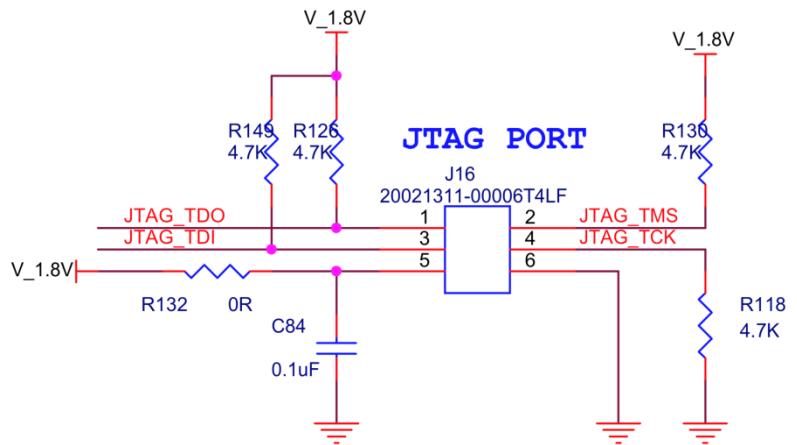 V_1.8V
V_1.8V
R149 R126 JTAG PORT R130
4.7K 4.7K 4.7K
J16
20021311-00006T4LF
JTAG_TDO 1 2 JTAG_TMS
JTAG_TDI 3 4 JTAG_TCK
V_1.8V 5 6
R132 0R R118
C84 4.7K
0.1uF